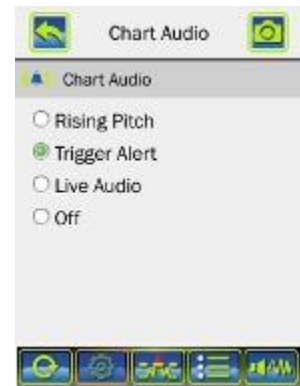 Chart Audio
Chart Audio
Rising Pitch
Trigger Alert
Live Audio
Off